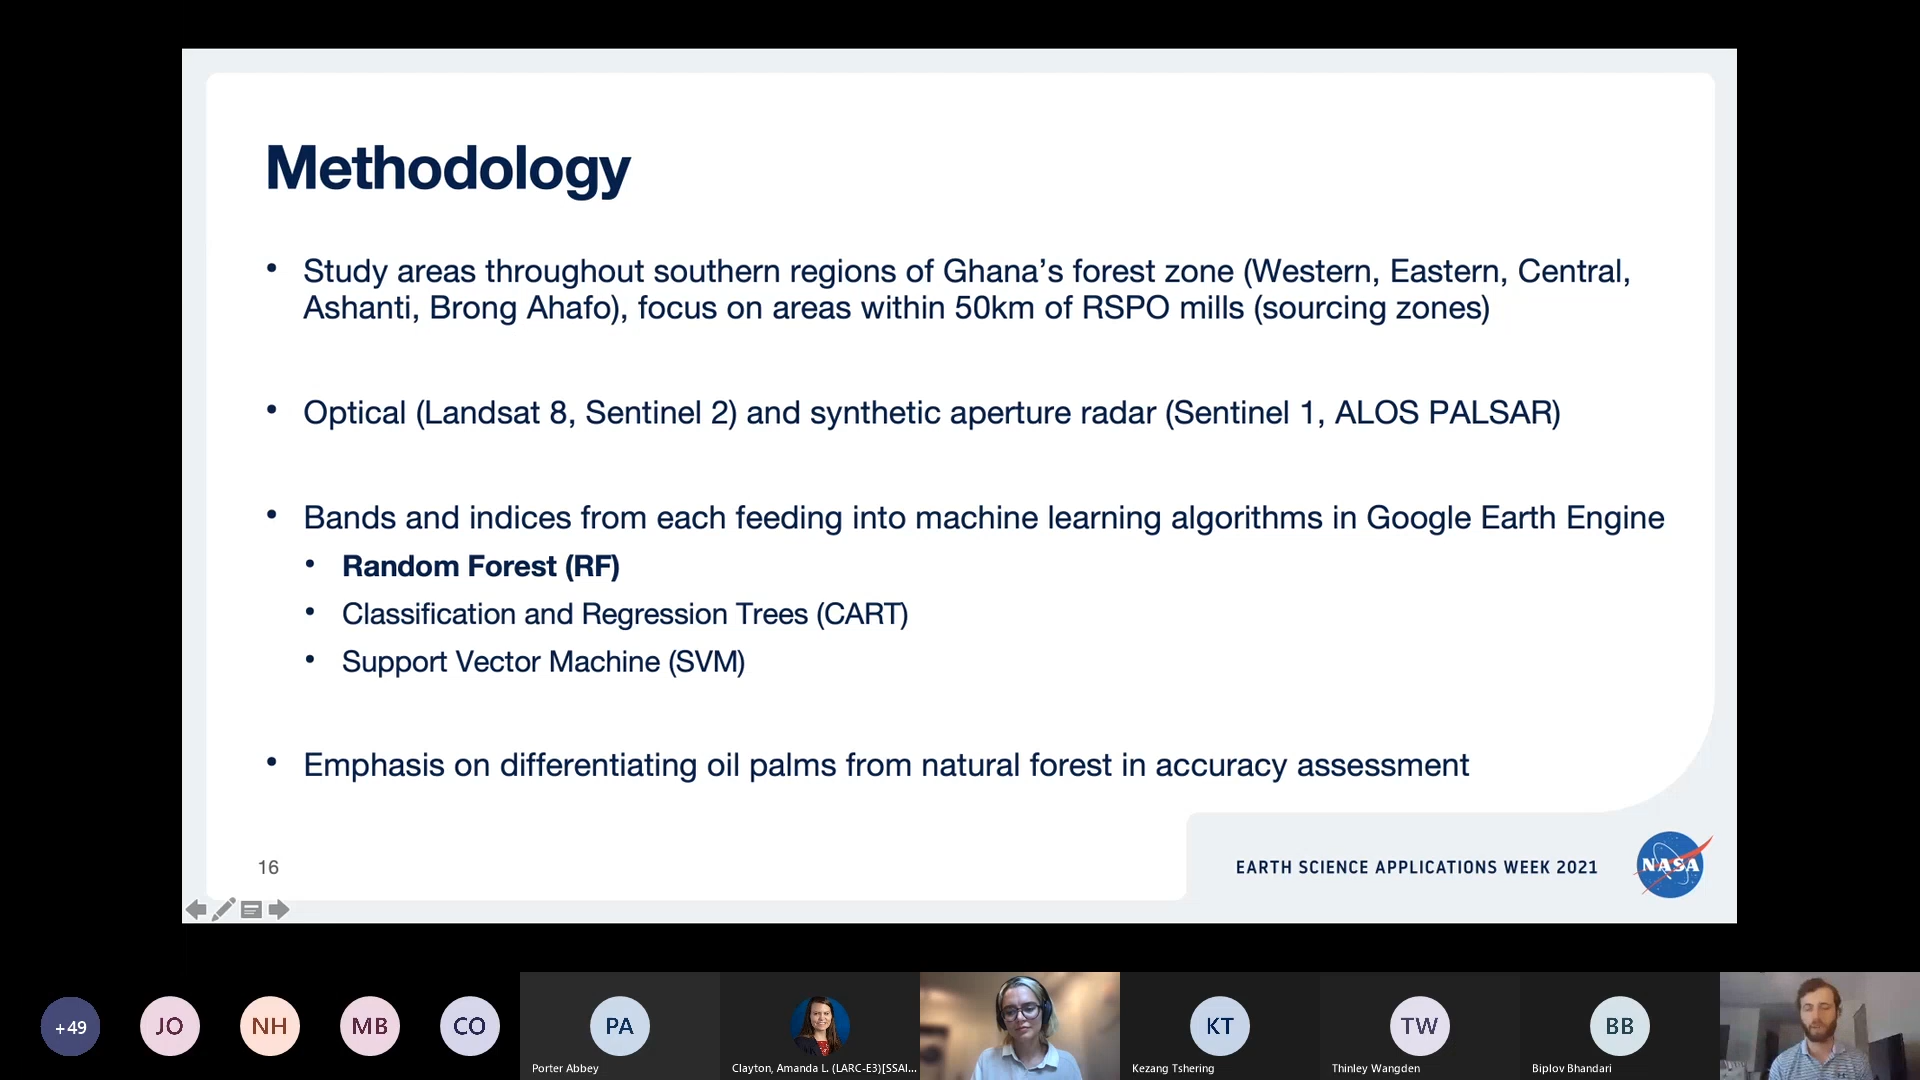 Methodology
• Study areas throughout southern regions of Ghana’s forest zone (Western, Eastern, Central,
Ashanti, Brong Ahafo), focus on areas within 50km of RSPO mills (sourcing zones)
• Optical (Landsat 8, Sentinel 2) and synthetic aperture radar (Sentinel 1, ALOS PALSAR)
• Bands and indices from each feeding into machine learning algorithms in Google Earth Engine
• Random Forest (RF)
• Classification and Regression Trees (CART)
• Support Vector Machine (SVM)
• Emphasis on differentiating oil palms from natural forest in accuracy assessment
16
EARTH SCIENCE APPLICATIONS WEEK 2021
NASA
+49
JO
NH
MB
CO
PA
Porter Abbey
Clayton, Amanda L. (LARC-E3)[SSAI...
KT
Kezang Tshering
TW
Thinley Wangden
BB
Biplov Bhandari